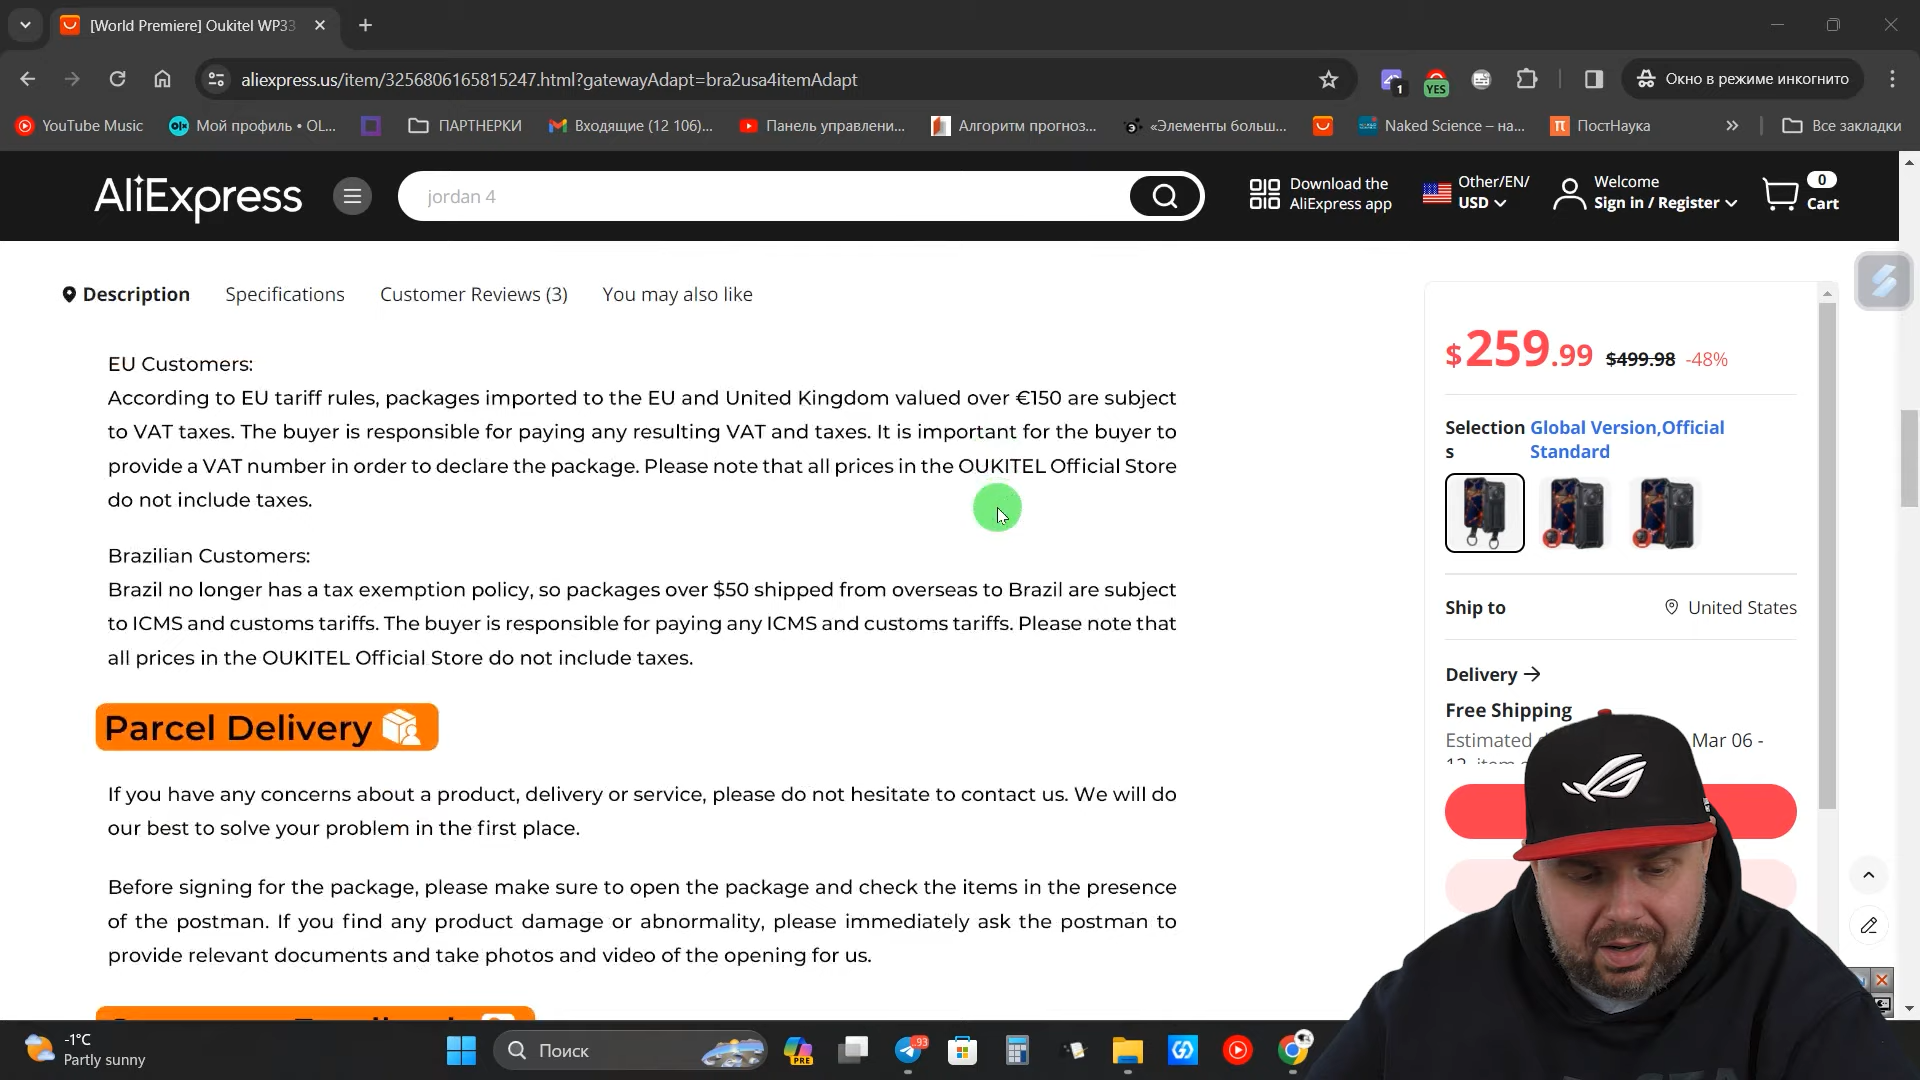 [World Premiere] Oukitel WP33
aliexpress.us/item/3256806165815247.html?gatewayAdapt=bra2usa4itemAdapt
1
YES
Окно в режиме инкогнито
YouTube Music
Мой профиль • OL...
ПАРТНЕРКИ
Входящие (12 106)...
Панель управлени...
Алгоритм прогноз...
«Элементы больш...
Naked Science – на...
ПостНаука
Все закладки
AliExpress
jordan 4
Download the
AliExpress app
Other/EN/
USD
Welcome
Sign in / Register
0
Cart
Description
Specifications
Customer Reviews (3)
You may also like
EU Customers:
According to EU tariff rules, packages imported to the EU and United Kingdom valued over €150 are subject
to VAT taxes. The buyer is responsible for paying any resulting VAT and taxes. It is important for the buyer to
provide a VAT number in order to declare the package. Please note that all prices in the OUKITEL Official Store
do not include taxes.
Brazilian Customers:
Brazil no longer has a tax exemption policy, so packages over $50 shipped from overseas to Brazil are subject
to ICMS and customs tariffs. The buyer is responsible for paying any ICMS and customs tariffs. Please note that
all prices in the OUKITEL Official Store do not include taxes.
Parcel Delivery
If you have any concerns about a product, delivery or service, please do not hesitate to contact us. We will do
our best to solve your problem in the first place.
Before signing for the package, please make sure to open the package and check the items in the presence
of the postman. If you find any product damage or abnormality, please immediately ask the postman to
provide relevant documents and take photos and video of the opening for us.
$259.99 $499.98 -48%
Selection Global Version,Official
s Standard
Ship to
United States
Delivery
Free Shipping
Estimated
Mar 06 -
-1°C
Partly sunny
Поиск
PRE
93